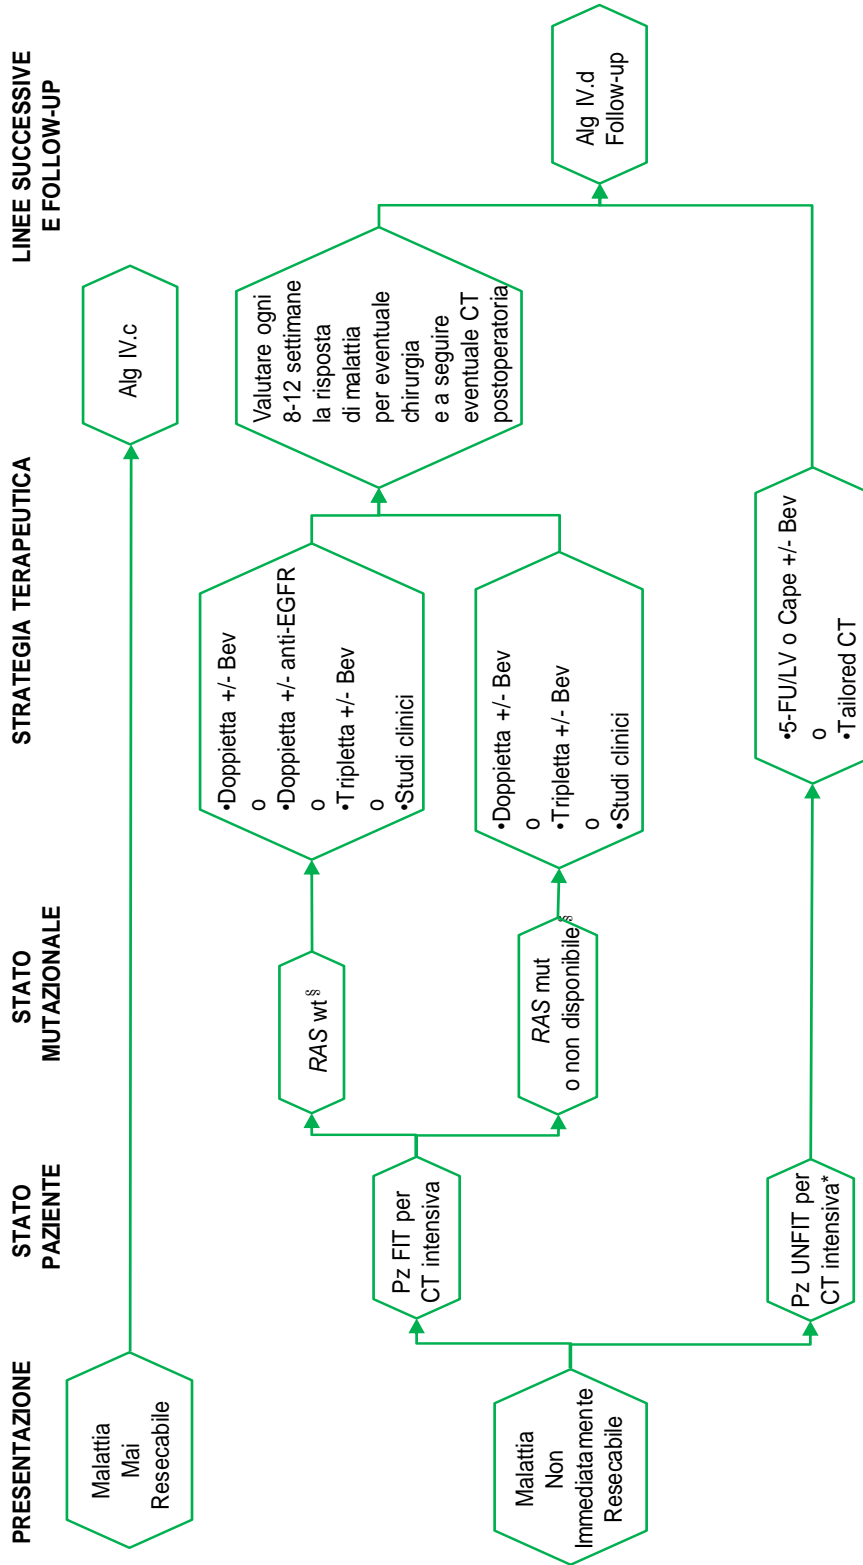 PRESENTAZIONE
STATO
PAZIENTE
STATO
MUTAZIONALE
STRATEGIA TERAPEUTICA
LINEE SUCCESSIVE
E FOLLOW-UP
Malattia
Mai
Resecabile
Alg IV.c
Malattia
Non
Immediatamente
Resecabile
Pz FIT per
CT intensiva
RAS wt§
•Doppietta +/- Bev
o
•Doppietta +/- anti-EGFR
o
•Tripletta +/- Bev
o
•Studi clinici
RAS mut
o non disponibile§
•Doppietta +/- Bev
o
•Tripletta +/- Bev
o
•Studi clinici
Valutare ogni
8-12 settimane
la risposta
di malattia
per eventuale
chirurgia
e a seguire
eventuale CT
postoperatoria
Pz UNFIT per
CT intensiva*
•5-FU/LV o Cape +/- Bev
o
•Tailored CT
Alg IV.d
Follow-up